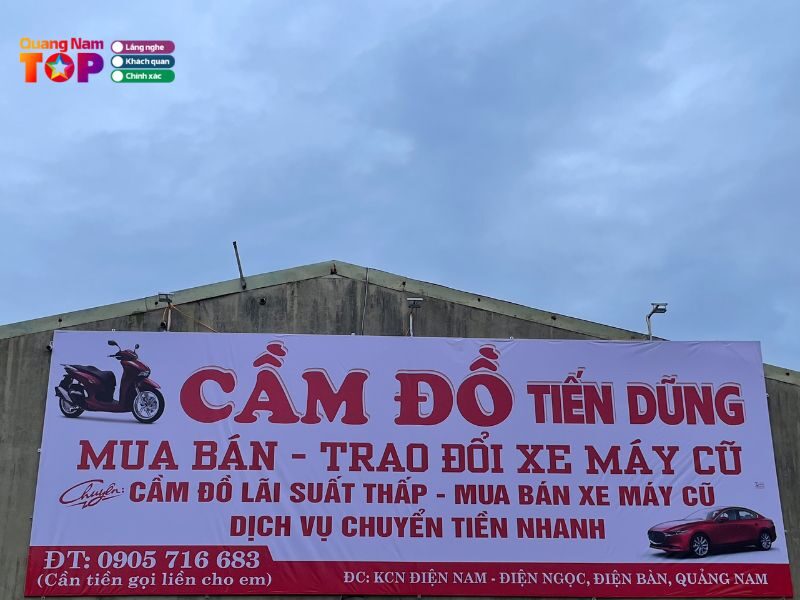 Quang Nam
TOP
Lắng nghe
Khách quan
Chính xác
CẦM ĐỒ TIẾN DŨNG
MUA BÁN - TRAO ĐỔI XE MÁY CŨ
Chuyên: CẦM ĐỒ LÃI SUẤT THẤP - MUA BÁN XE MÁY CŨ
DỊCH VỤ CHUYỂN TIỀN NHANH
ĐT: 0905 716 683
(Cần tiền gọi liền cho em)
ĐC: KCN ĐIỆN NAM - ĐIỆN NGỌC, ĐIỆN BÀN, QUẢNG NAM